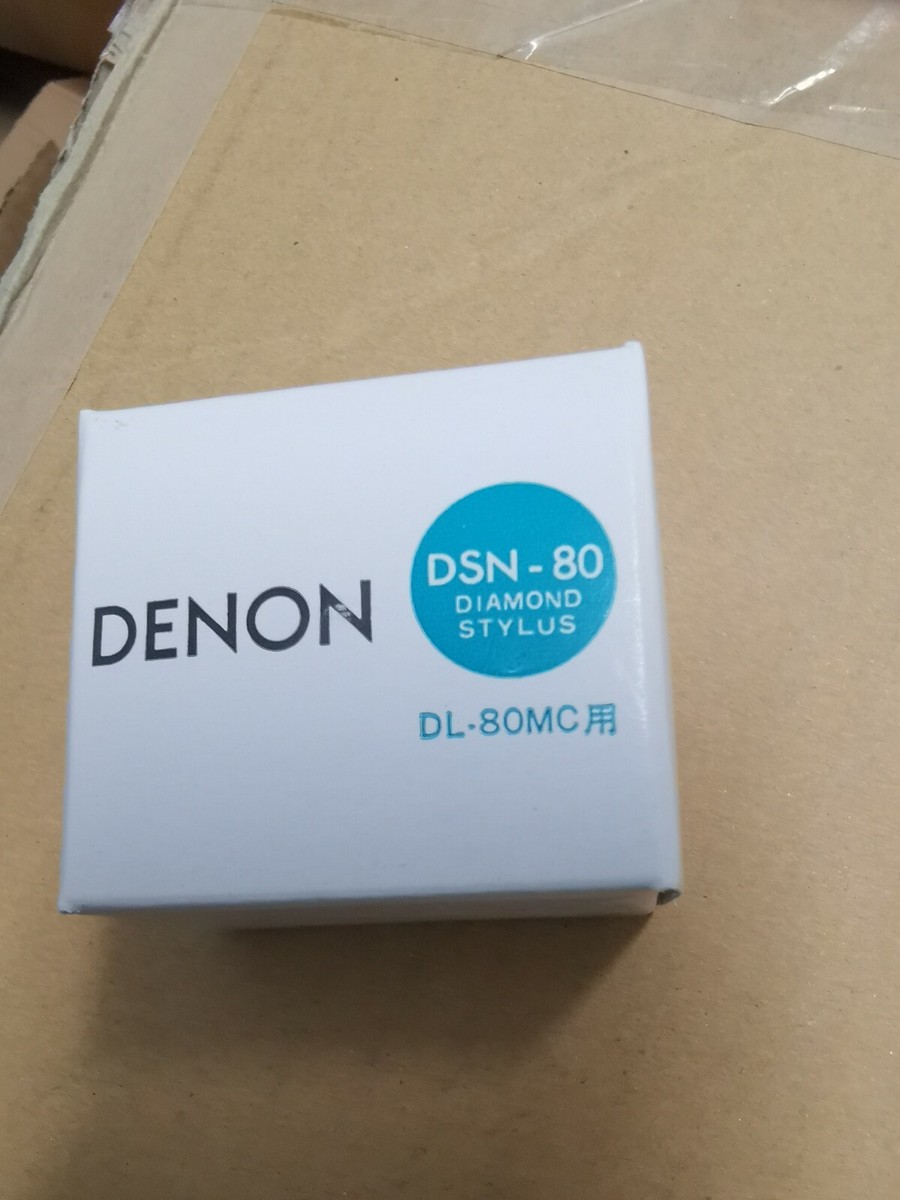 DENON
DSN-80
DIAMOND
STYLUS
DL-80MC用